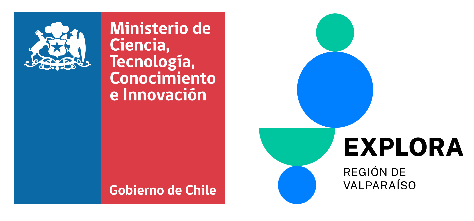 Ministerio de
Ciencia,
Tecnología,
Conocimiento
e Innovación
Gobierno de Chile
EXPLORA
REGIÓN DE
VALPARAÍSO